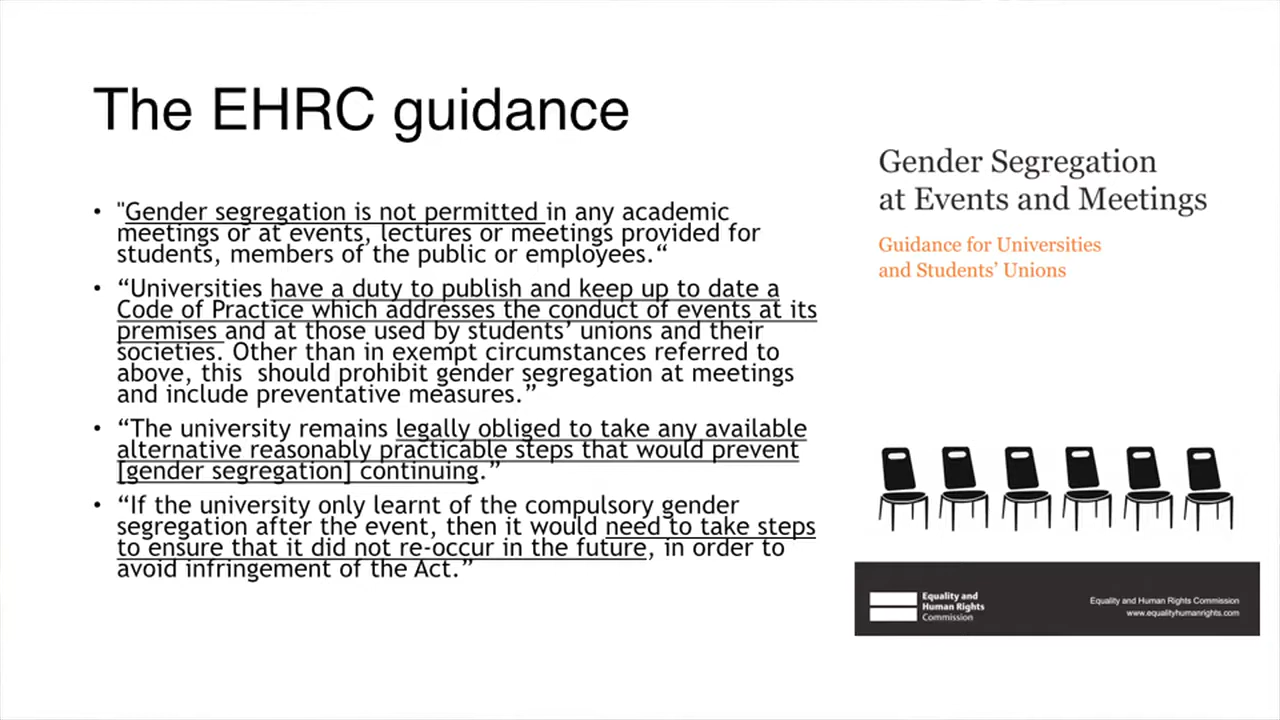 The EHRC guidance
• "Gender segregation is not permitted in any academic
meetings or at events, lectures or meetings provided for
students, members of the public or employees.“
• “Universities have a duty to publish and keep up to date a
Code of Practice which addresses the conduct of events at its
premises and at those used by students’ unions and their
societies. Other than in exempt circumstances referred to
above, this  should prohibit gender segregation at meetings
and include preventative measures.”
• “The university remains legally obliged to take any available
alternative reasonably practicable steps that would prevent
[gender segregation] continuing.”
• “If the university only learnt of the compulsory gender
segregation after the event, then it would need to take steps
to ensure that it did not re-occur in the future, in order to
avoid infringement of the Act.”
Gender Segregation
at Events and Meetings
Guidance for Universities
and Students’ Unions
Equality and
Human Rights
Commission
Equality and Human Rights Commission
www.equalityhumanrights.com